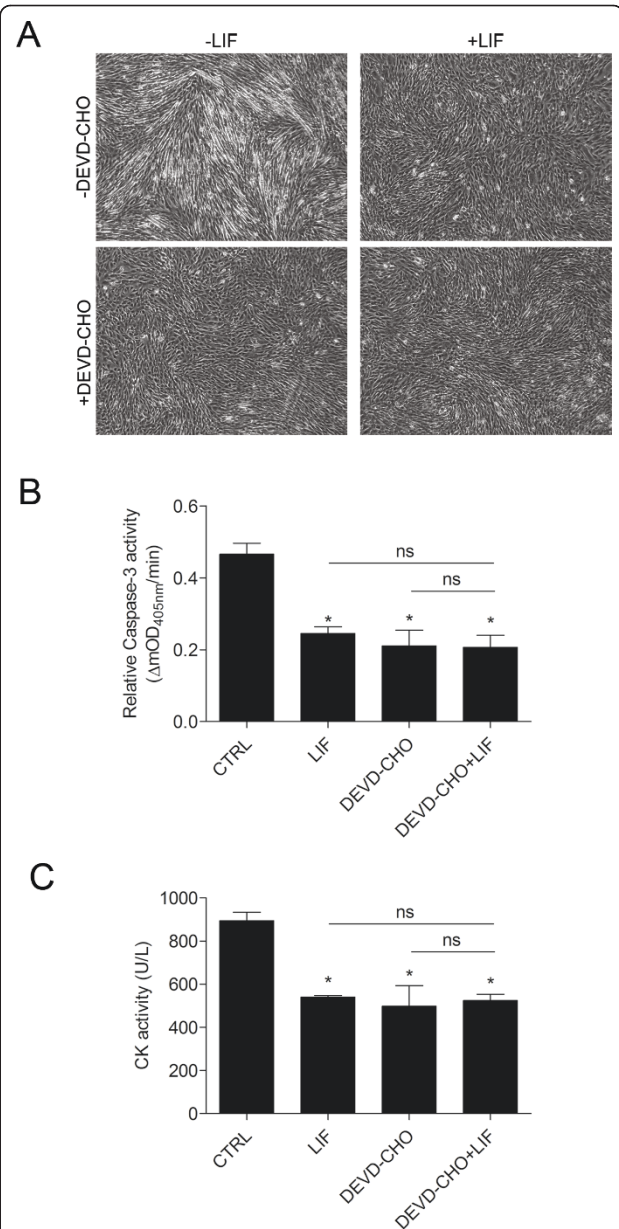 A
-LIF
+LIF
-DEVD-CHO
+DEVD-CHO
B
Relative Caspase-3 activity
(ΔmOD405nm/min)
0.6
0.4
0.2
0.0
ns
ns
* * *
CTRL
LIF
DEVD-CHO
DEVD-CHO+LIF
C
CK activity (U/L)
1000
800
600
400
200
0
ns
ns
* * *
CTRL
LIF
DEVD-CHO
DEVD-CHO+LIF